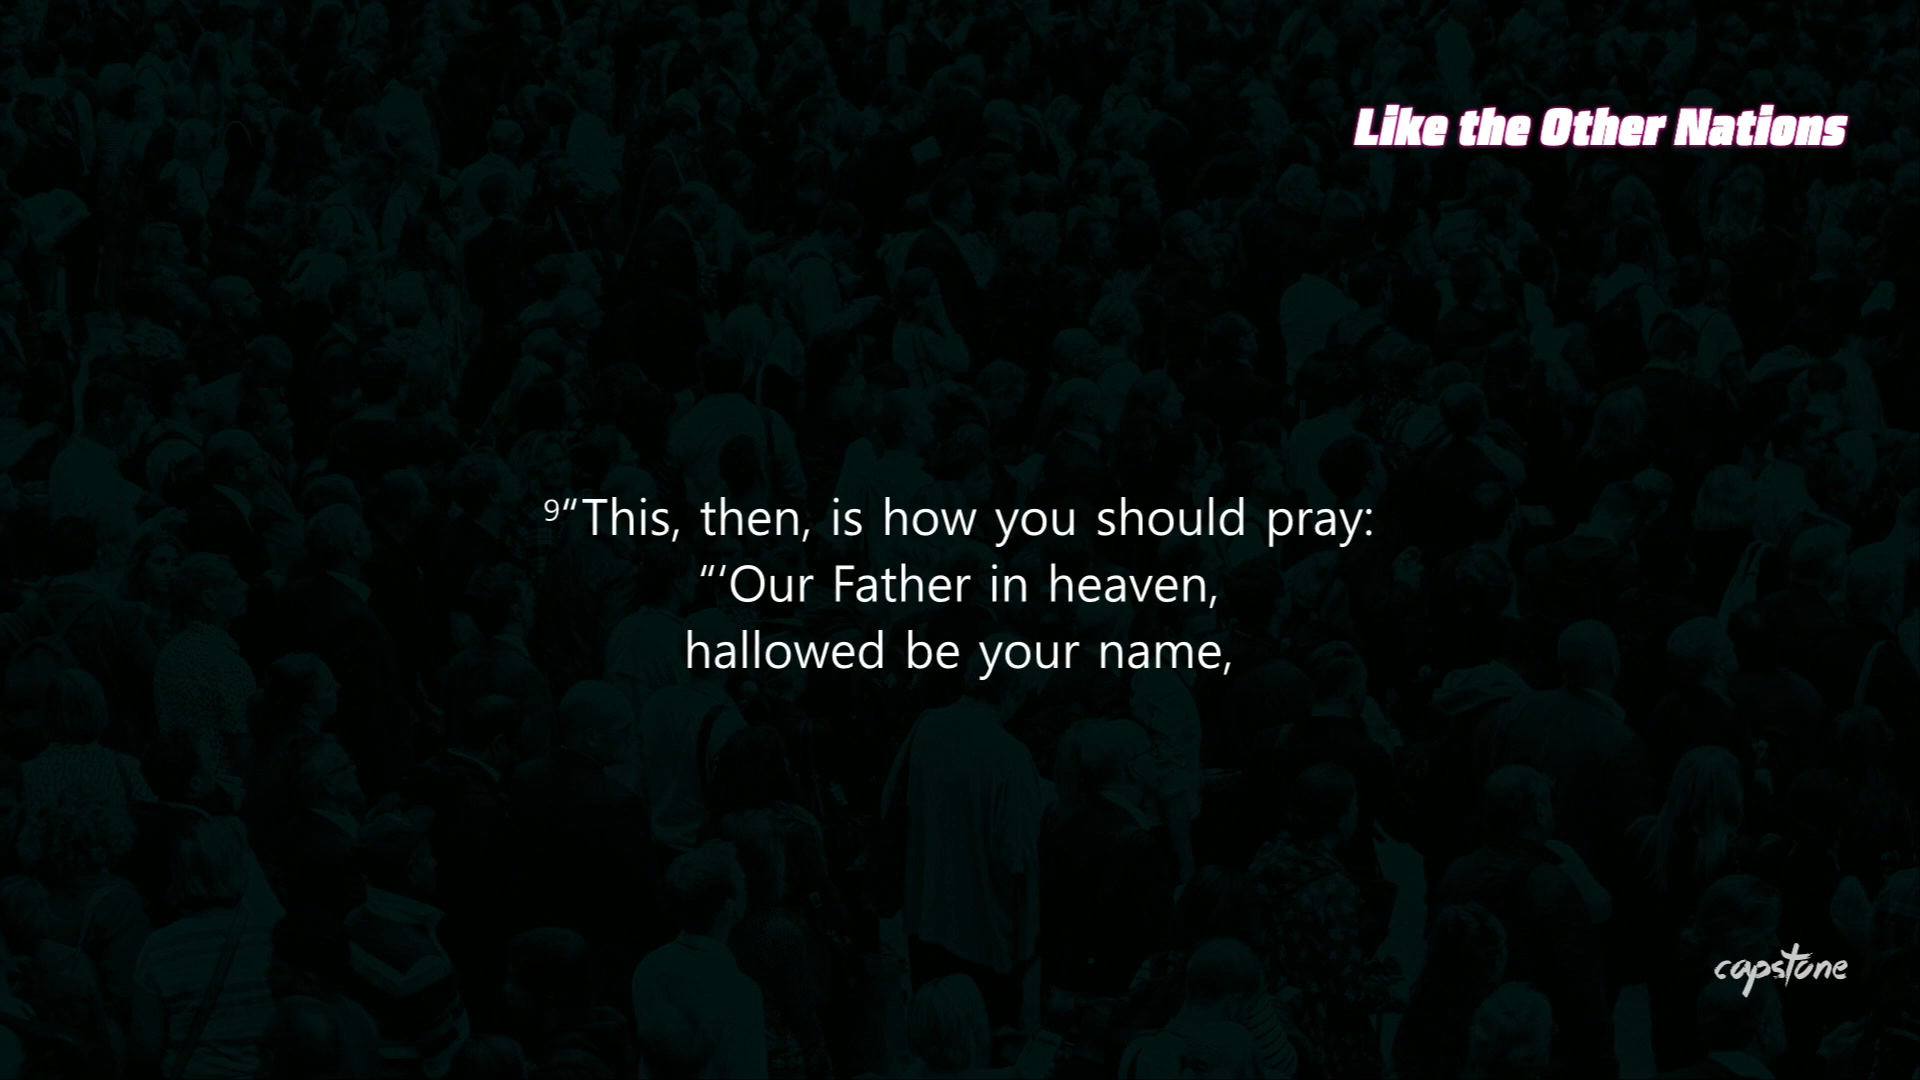 Like the Other Nations
⁹“This, then, is how you should pray:
“‘Our Father in heaven,
hallowed be your name,
capstone